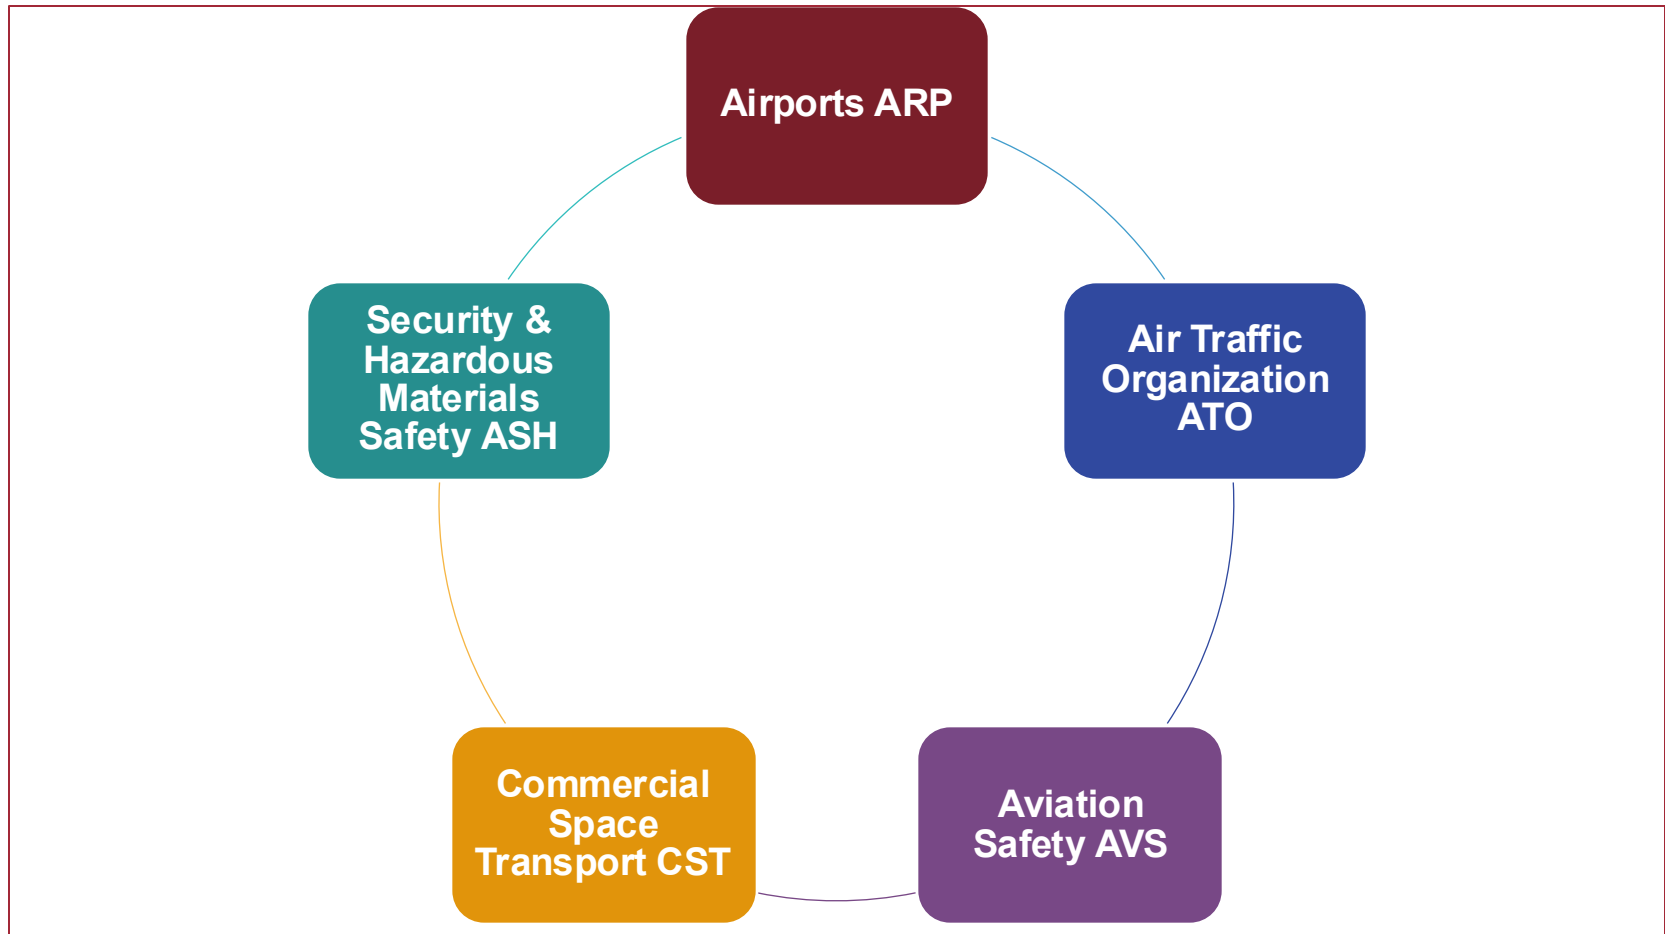 Airports ARP
Air Traffic
Organization
ATO
Aviation
Safety AVS
Commercial
Space
Transport CST
Security &
Hazardous
Materials
Safety ASH